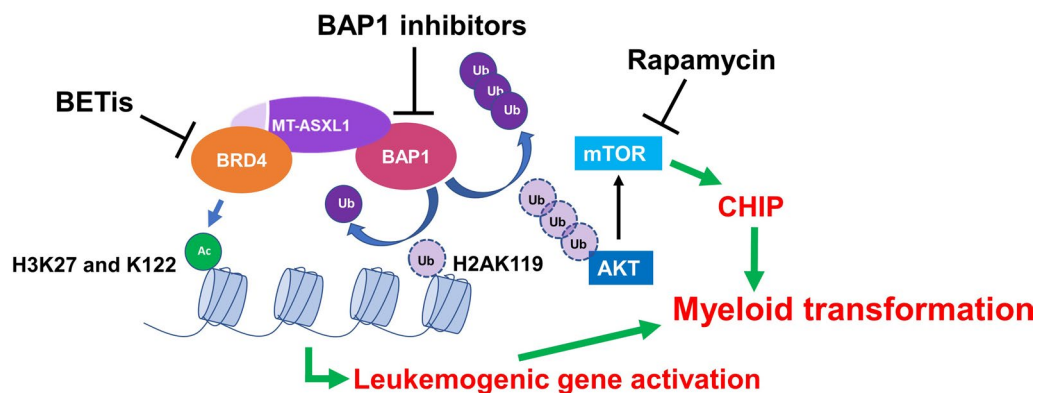 BAP1 inhibitors
Rapamycin
BETis
Ub
Ub
Ub
MT-ASXL1
BRD4
BAP1
mTOR
Ub
Ub
Ub
Ub
CHIP
Ac
H3K27 and K122
Ub
H2AK119
AKT
Myeloid transformation
Leukemogenic gene activation